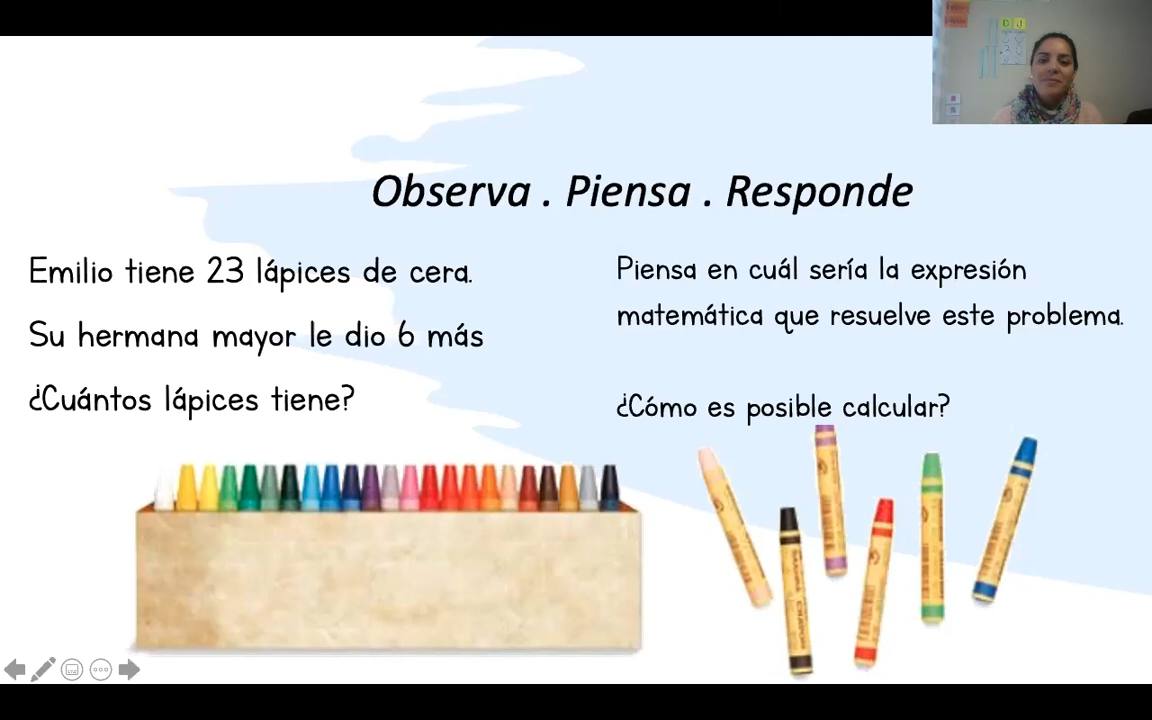 Observa . Piensa . Responde
Emilio tiene 23 lápices de cera.
Su hermana mayor le dio 6 más
¿Cuántos lápices tiene?
Piensa en cuál sería la expresión
matemática que resuelve este problema.
¿Cómo es posible calcular?